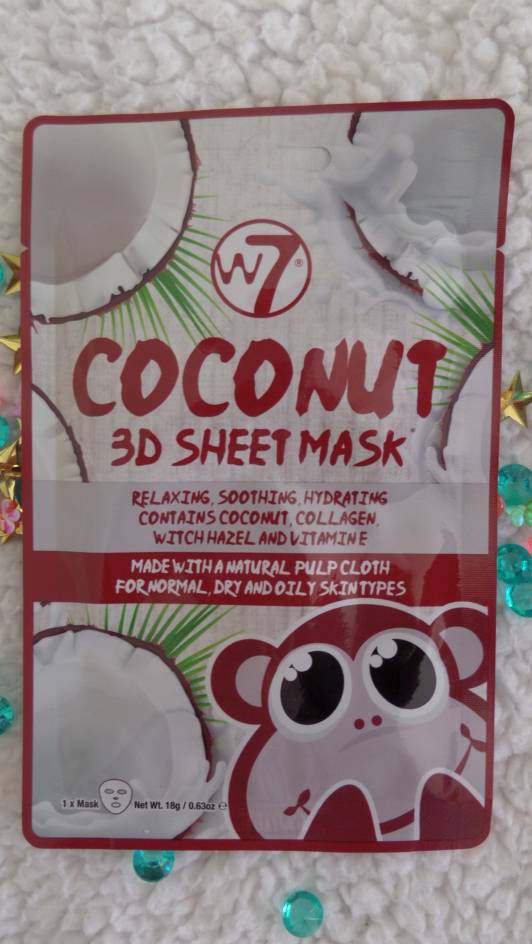 W7®
COCONUT
3D SHEET MASK
RELAXING, SOOTHING, HYDRATING
CONTAINS COCONUT, COLLAGEN,
WITCH HAZEL AND VITAMIN E
MADE WITH A NATURAL PULP CLOTH
FOR NORMAL, DRY AND OILY SKIN TYPES
1 x Mask Net Wt. 18g / 0.63oz ℮